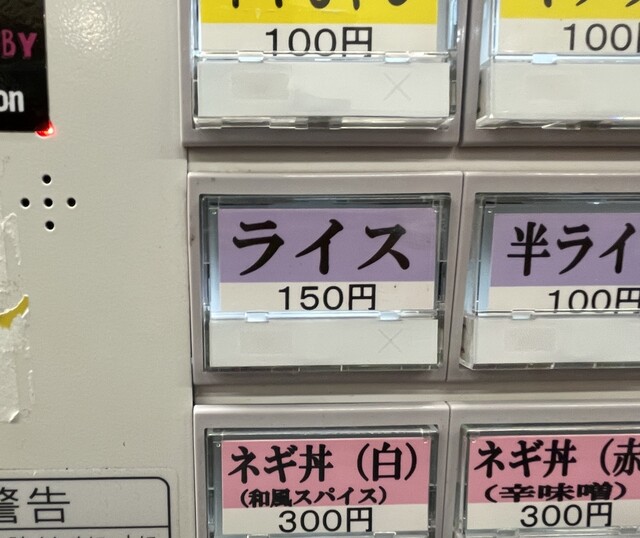 BY
on
100円
100円
ライス
150円
半ライ
100円
ネギ丼（白）
（和風スパイス）
300円
ネギ丼（赤
（辛味噌）
300円
警告